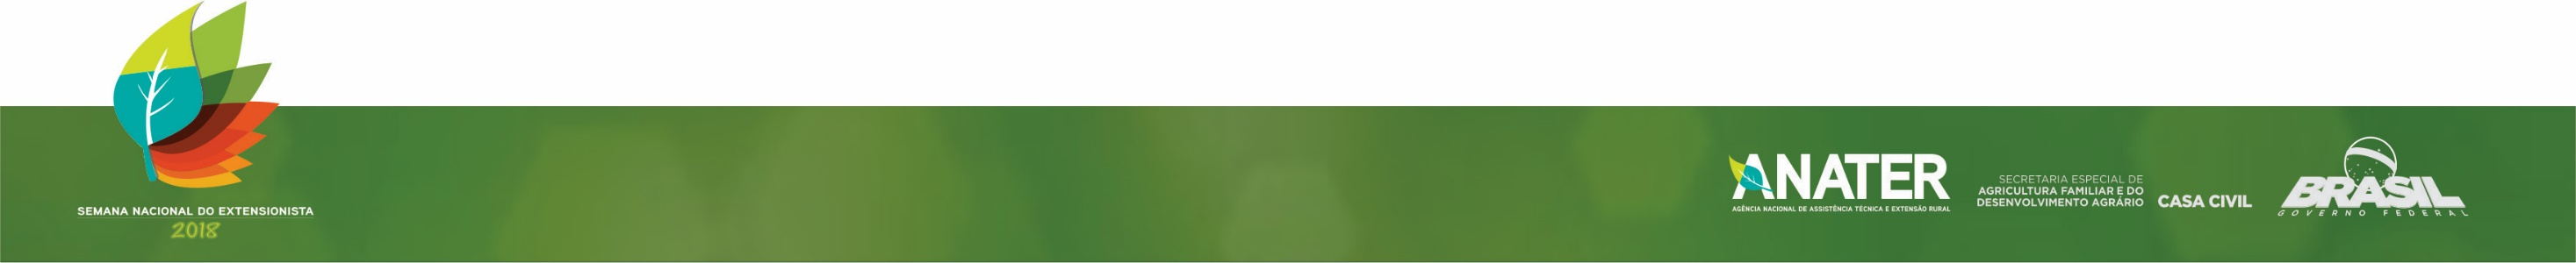 SEMANA NACIONAL DO EXTENSIONISTA
2018
ANATER
AGÊNCIA NACIONAL DE ASSISTÊNCIA TÉCNICA E EXTENSÃO RURAL
SECRETARIA ESPECIAL DE
AGRICULTURA FAMILIAR E DO
DESENVOLVIMENTO AGRÁRIO
CASA CIVIL
BRASIL
GOVERNO FEDERAL